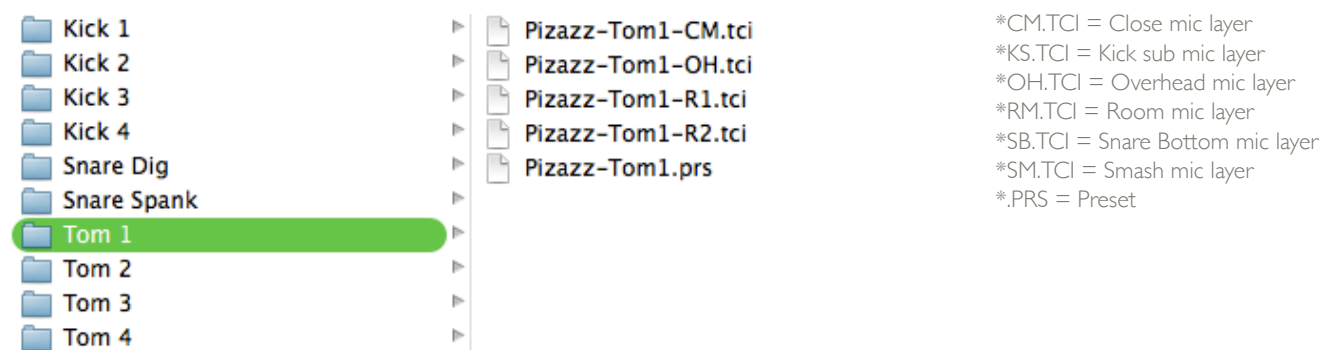 Kick 1
Kick 2
Kick 3
Kick 4
Snare Dig
Snare Spank
Tom 1
Tom 2
Tom 3
Tom 4
Pizazz-Tom1-CM.tci
Pizazz-Tom1-OH.tci
Pizazz-Tom1-R1.tci
Pizazz-Tom1-R2.tci
Pizazz-Tom1.prs
*CM.TCI = Close mic layer
*KS.TCI = Kick sub mic layer
*OH.TCI = Overhead mic layer
*RM.TCI = Room mic layer
*SB.TCI = Snare Bottom mic layer
*SM.TCI = Smash mic layer
*.PRS = Preset